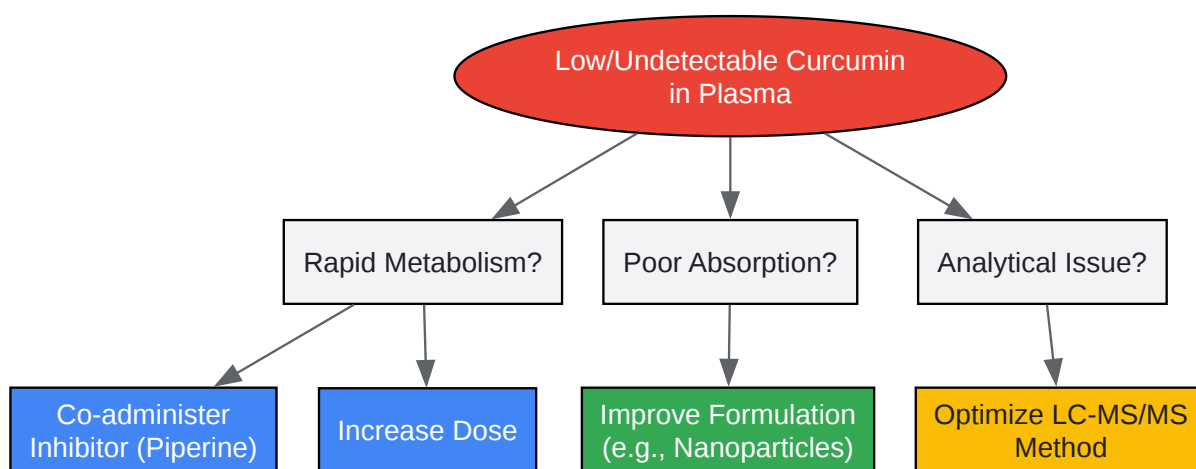 Low/Undetectable Curcumin
in Plasma
Rapid Metabolism?
Poor Absorption?
Analytical Issue?
Co-administer
Inhibitor (Piperine)
Increase Dose
Improve Formulation
(e.g., Nanoparticles)
Optimize LC-MS/MS
Method